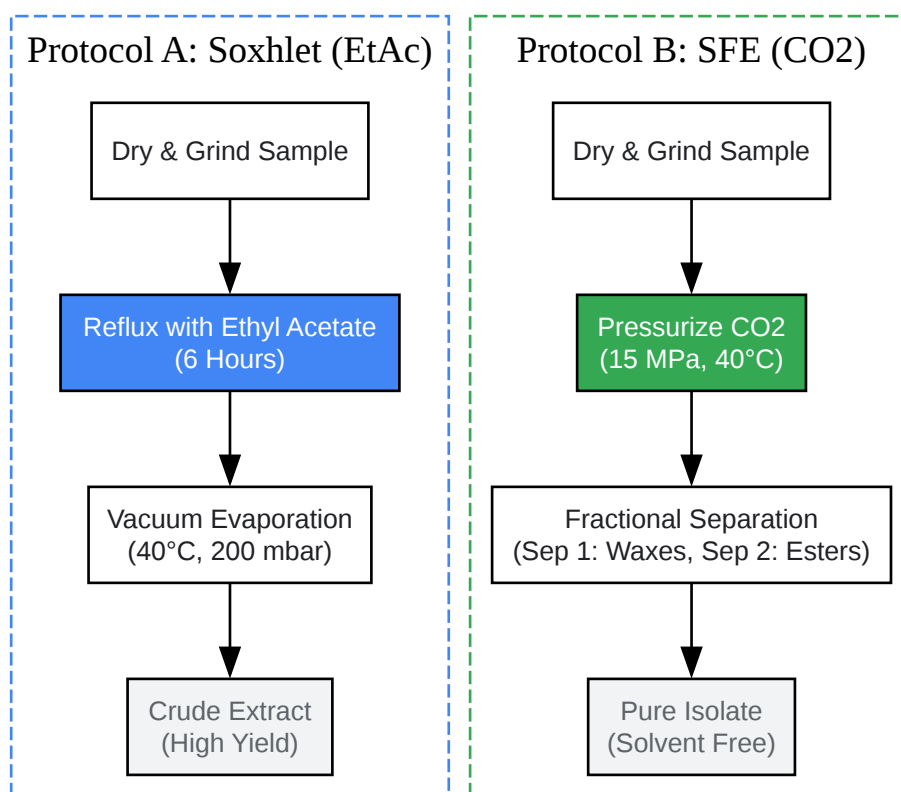 Protocol A: Soxhlet (EtAc)
Dry & Grind Sample
Reflux with Ethyl Acetate
(6 Hours)
Vacuum Evaporation
(40°C, 200 mbar)
Crude Extract
(High Yield)
Protocol B: SFE (CO2)
Dry & Grind Sample
Pressurize CO2
(15 MPa, 40°C)
Fractional Separation
(Sep 1: Waxes, Sep 2: Esters)
Pure Isolate
(Solvent Free)